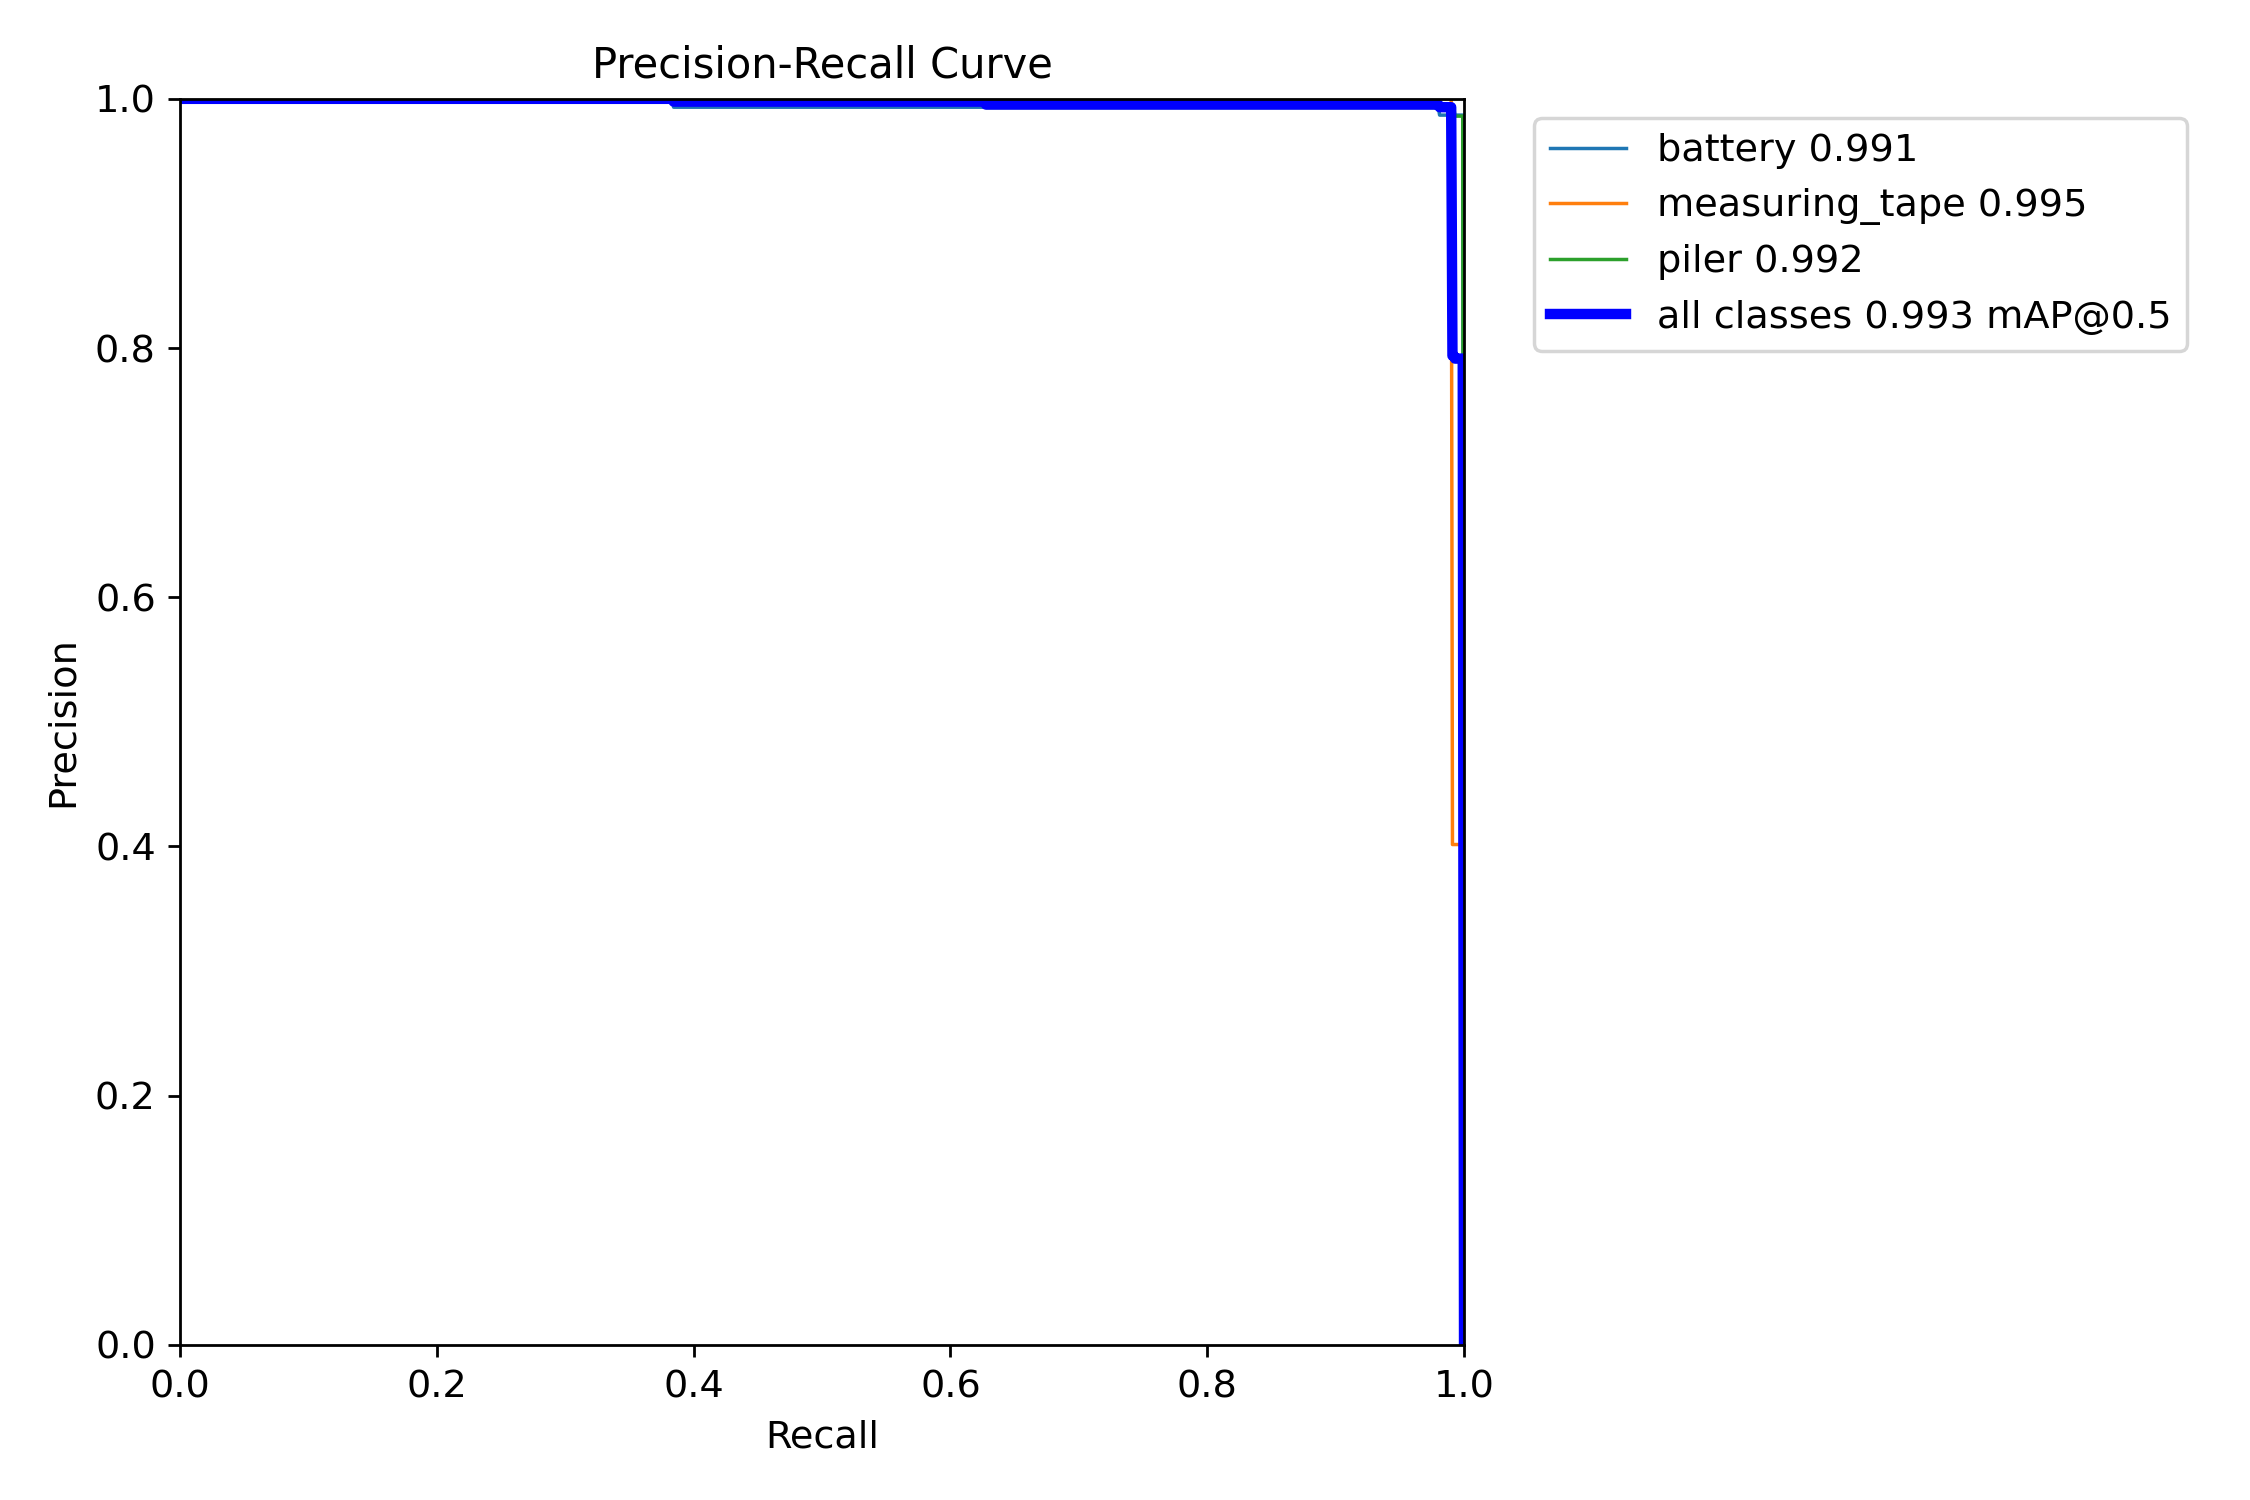 Precision-Recall Curve
1.0
0.8
0.6
0.4
0.2
0.0
Precision
0.0 0.2 0.4 0.6 0.8 1.0
Recall
battery 0.991
measuring_tape 0.995
piler 0.992
all classes 0.993 mAP@0.5